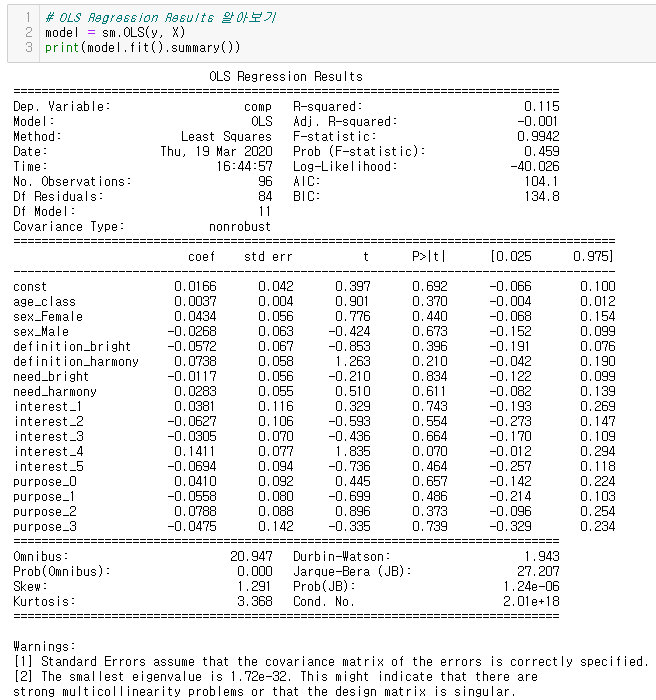 1 # OLS Regression Results 알아보기
2 model = sm.OLS(y, X)
3 print(model.fit().summary())
OLS Regression Results
==============================================================================
Dep. Variable: comp R-squared: 0.115
Model: OLS Adj. R-squared: -0.001
Method: Least Squares F-statistic: 0.9942
Date: Thu, 19 Mar 2020 Prob (F-statistic): 0.459
Time: 16:44:57 Log-Likelihood: -40.026
No. Observations: 96 AIC: 104.1
Df Residuals: 84 BIC: 134.8
Df Model: 11
Covariance Type: nonrobust
======================================================================================
coef std err t P>|t| [0.025 0.975]
--------------------------------------------------------------------------------------
const 0.0166 0.042 0.397 0.692 -0.066 0.100
age_class 0.0037 0.004 0.901 0.370 -0.004 0.012
sex_Female 0.0434 0.056 0.776 0.440 -0.068 0.154
sex_Male -0.0268 0.063 -0.424 0.673 -0.152 0.099
definition_bright -0.0572 0.067 -0.853 0.396 -0.191 0.076
definition_harmony 0.0738 0.058 1.263 0.210 -0.042 0.190
need_bright -0.0117 0.056 -0.210 0.834 -0.122 0.099
need_harmony 0.0283 0.055 0.510 0.611 -0.082 0.139
interest_1 0.0381 0.116 0.329 0.743 -0.193 0.269
interest_2 -0.0627 0.106 -0.593 0.554 -0.273 0.147
interest_3 -0.0305 0.070 -0.436 0.664 -0.170 0.109
interest_4 0.1411 0.077 1.835 0.070 -0.012 0.294
interest_5 -0.0694 0.094 -0.736 0.464 -0.257 0.118
purpose_0 0.0410 0.092 0.445 0.657 -0.142 0.224
purpose_1 -0.0558 0.080 -0.699 0.486 -0.214 0.103
purpose_2 0.0788 0.088 0.896 0.373 -0.096 0.254
purpose_3 -0.0475 0.142 -0.335 0.739 -0.329 0.234
==============================================================================
Omnibus: 20.947 Durbin-Watson: 1.943
Prob(Omnibus): 0.000 Jarque-Bera (JB): 27.207
Skew: 1.291 Prob(JB): 1.24e-06
Kurtosis: 3.368 Cond. No. 2.01e+18
==============================================================================
Warnings:
[1] Standard Errors assume that the covariance matrix of the errors is correctly specified.
[2] The smallest eigenvalue is 1.72e-32. This might indicate that there are
strong multicollinearity problems or that the design matrix is singular.